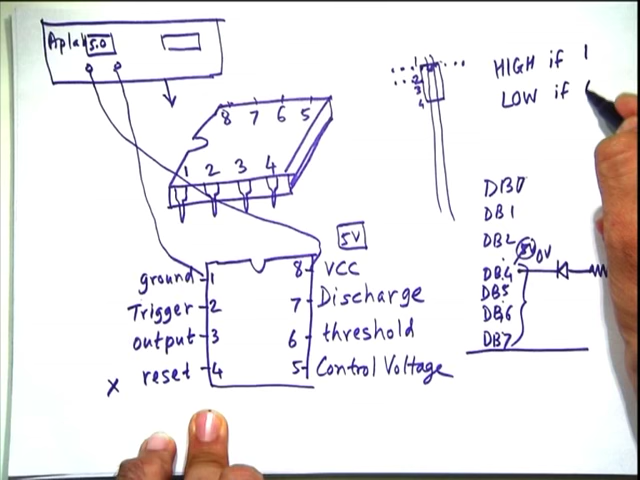 Aplab 5.0
8 7 6 5
1 2 3 4
5V
ground 1
Trigger 2
output 3
X reset 4
8 VCC
7 Discharge
6 threshold
5 Control Voltage
1
2
3
4
HIGH if 1
LOW if
DB0
DB1
DB2
5V 0V
DB4
DB5
DB6
DB7